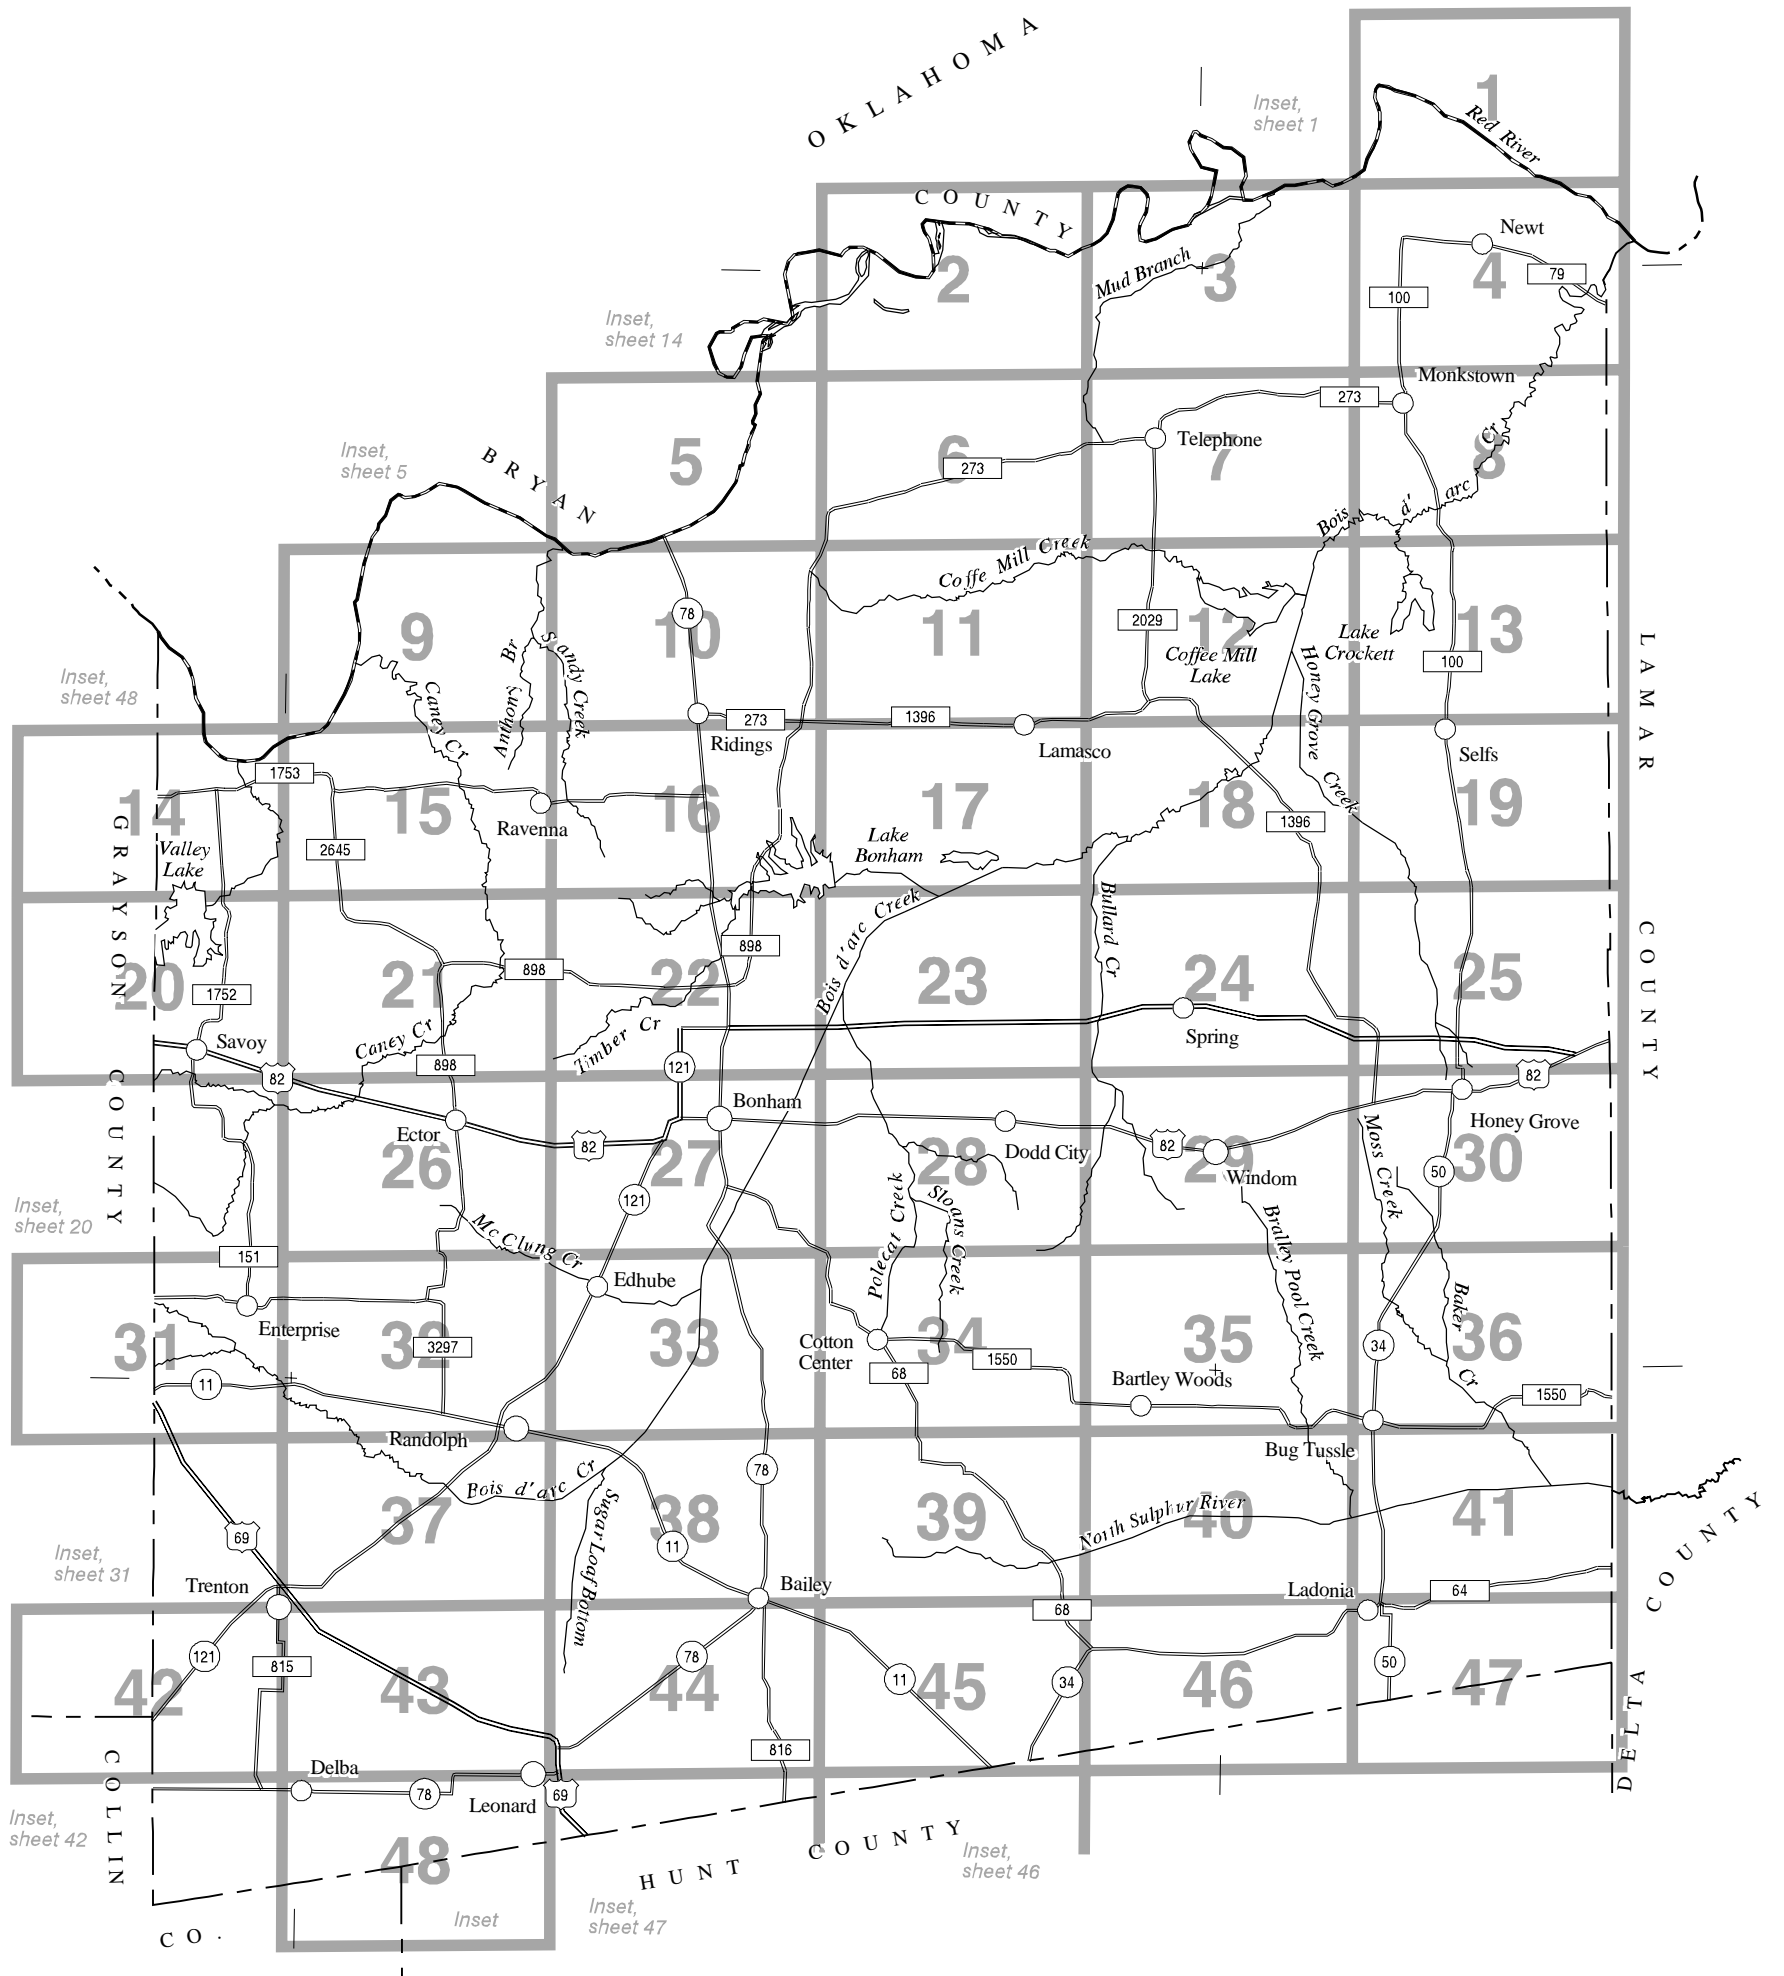 OKLAHOMA
Inset,
sheet 1
1
Red River
COUNTY
Newt
79
2
Mud Branch
3
4
100
Inset,
sheet 14
Monkstown
273
BRYAN
Inset,
sheet 5
5
6
273
Telephone
7
8
Bois d' arc Cr
Coffe Mill Creek
9
78
10
11
2029
12
13
Anthony Br
Sandy Creek
Coffee Mill
Lake
Lake
Crockett
100
LAMAR
COUNTY
Inset,
sheet 48
Caney Cr
Honey Grove Creek
273
1396
Ridings
Lamasco
Selfs
1753
14
15
Ravenna
16
17
18
1396
19
GRAYSON
COUNTY
Valley
Lake
2645
Lake
Bonham
Bois d'arc Creek
Bullard Cr
898
898
20
1752
21
22
23
24
25
Savoy
Caney Cr
Timber Cr
Spring
82
898
121
82
Bonham
Ector
82
Dodd City
82
Honey Grove
26
27
28
29
30
Windom
50
121
Moss Creek
Inset,
sheet 20
Mc Clung Cr
Polecat Creek
Sloans Creek
Bralley Pool Creek
151
Edhube
Baker Cr
Enterprise
31
32
3297
33
Cotton
Center
34
1550
35
34
36
11
68
Bartley Woods
1550
Randolph
Bug Tussle
78
Bois d'arc Cr
Sugar Loaf Bottom
North Sulphur River
37
38
39
40
41
69
11
Inset,
sheet 31
Trenton
Bailey
Ladonia
64
68
COUNTY
DELTA
121
815
78
11
34
50
42
43
44
45
46
47
816
COLLIN
CO.
Delba
78
Leonard
69
Inset,
sheet 42
48
HUNT COUNTY
Inset,
sheet 46
Inset
Inset,
sheet 47